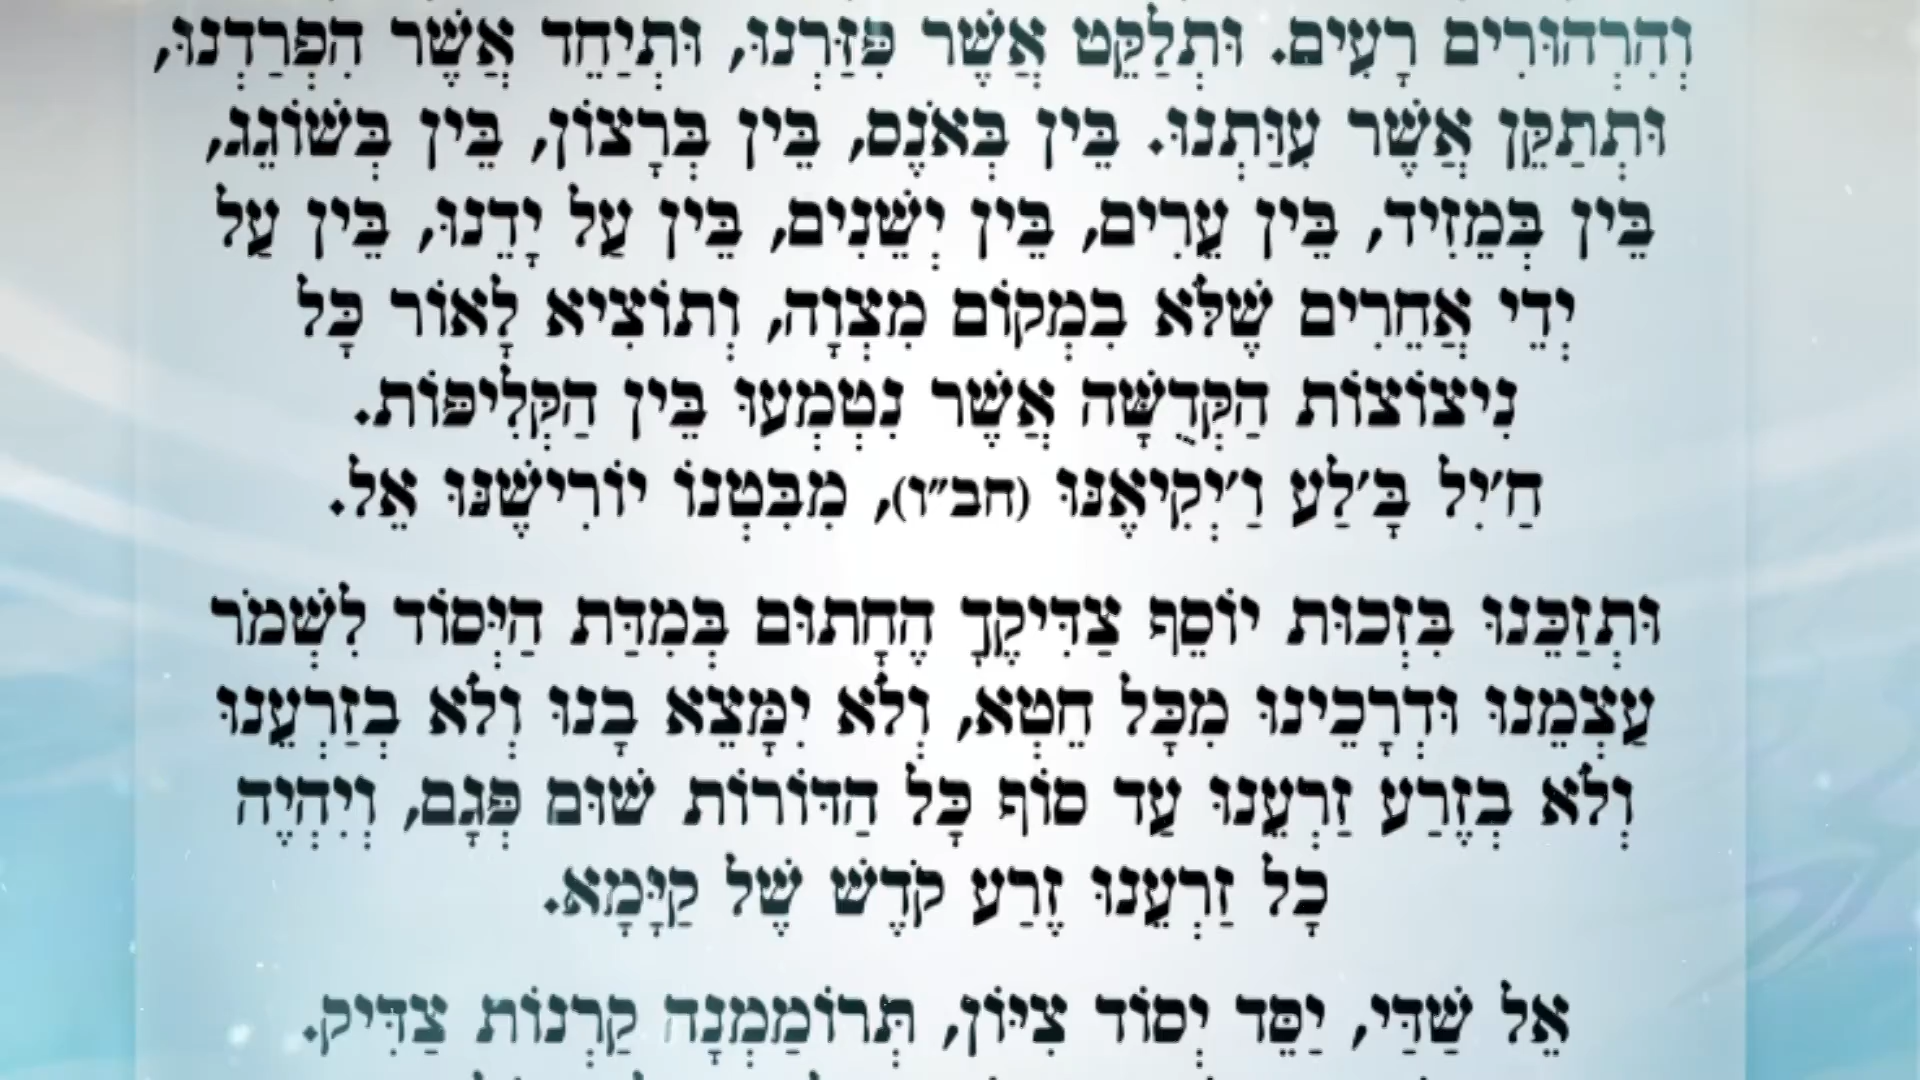 וְהִרְהוּרִים רָעִים. וּתְלַקֵּט אֲשֶׁר פִּזַּרְנוּ, וּתְיַחֵד אֲשֶׁר הִפְרַדְנוּ,
וּתְתַקֵּן אֲשֶׁר עִוַּתְנוּ. בֵּין בְּאֹנֶס, בֵּין בְּרָצוֹן, בֵּין בְּשׁוֹגֵג,
בֵּין בְּמֵזִיד, בֵּין עֵרִים, בֵּין יְשֵׁנִים, בֵּין עַל יָדֵנוּ, בֵּין עַל
יְדֵי אֲחֵרִים שֶׁלֹּא בִמְקוֹם מִצְוָה, וְתוֹצִיא לָאוֹר כָּל
נִיצוֹצוֹת הַקְּדֻשָּׁה אֲשֶׁר נִטְמְעוּ בֵּין הַקְּלִיפּוֹת.
חַ׳יִל בָּ׳לַע וַ׳יְקִיאֶנּוּ (חב״ו), מִבִּטְנוֹ יוֹרִישֶׁנּוּ אֵל.
וּתְזַכֵּנוּ בִּזְכוּת יוֹסֵף צַדִּיקֶךָ הֶחָתוּם בְּמִדַּת הַיְּסוֹד לִשְׁמֹר
עַצְמֵנוּ וּדְרָכֵינוּ מִכָּל חֵטְא, וְלֹא יִמָּצֵא בָנוּ וְלֹא בְזַרְעֵנוּ
וְלֹא בְזֶרַע זַרְעֵנוּ עַד סוֹף כָּל הַדּוֹרוֹת שׁוּם פְּגָם, וְיִהְיֶה
כָל זַרְעֵנוּ זֶרַע קֹדֶשׁ שֶׁל קַיָּמָא.
אֵל שַׁדַּי, יַסֵּד יְסוֹד צִיּוֹן, תְּרוֹמַמְנָה קַרְנוֹת צַדִּיק.